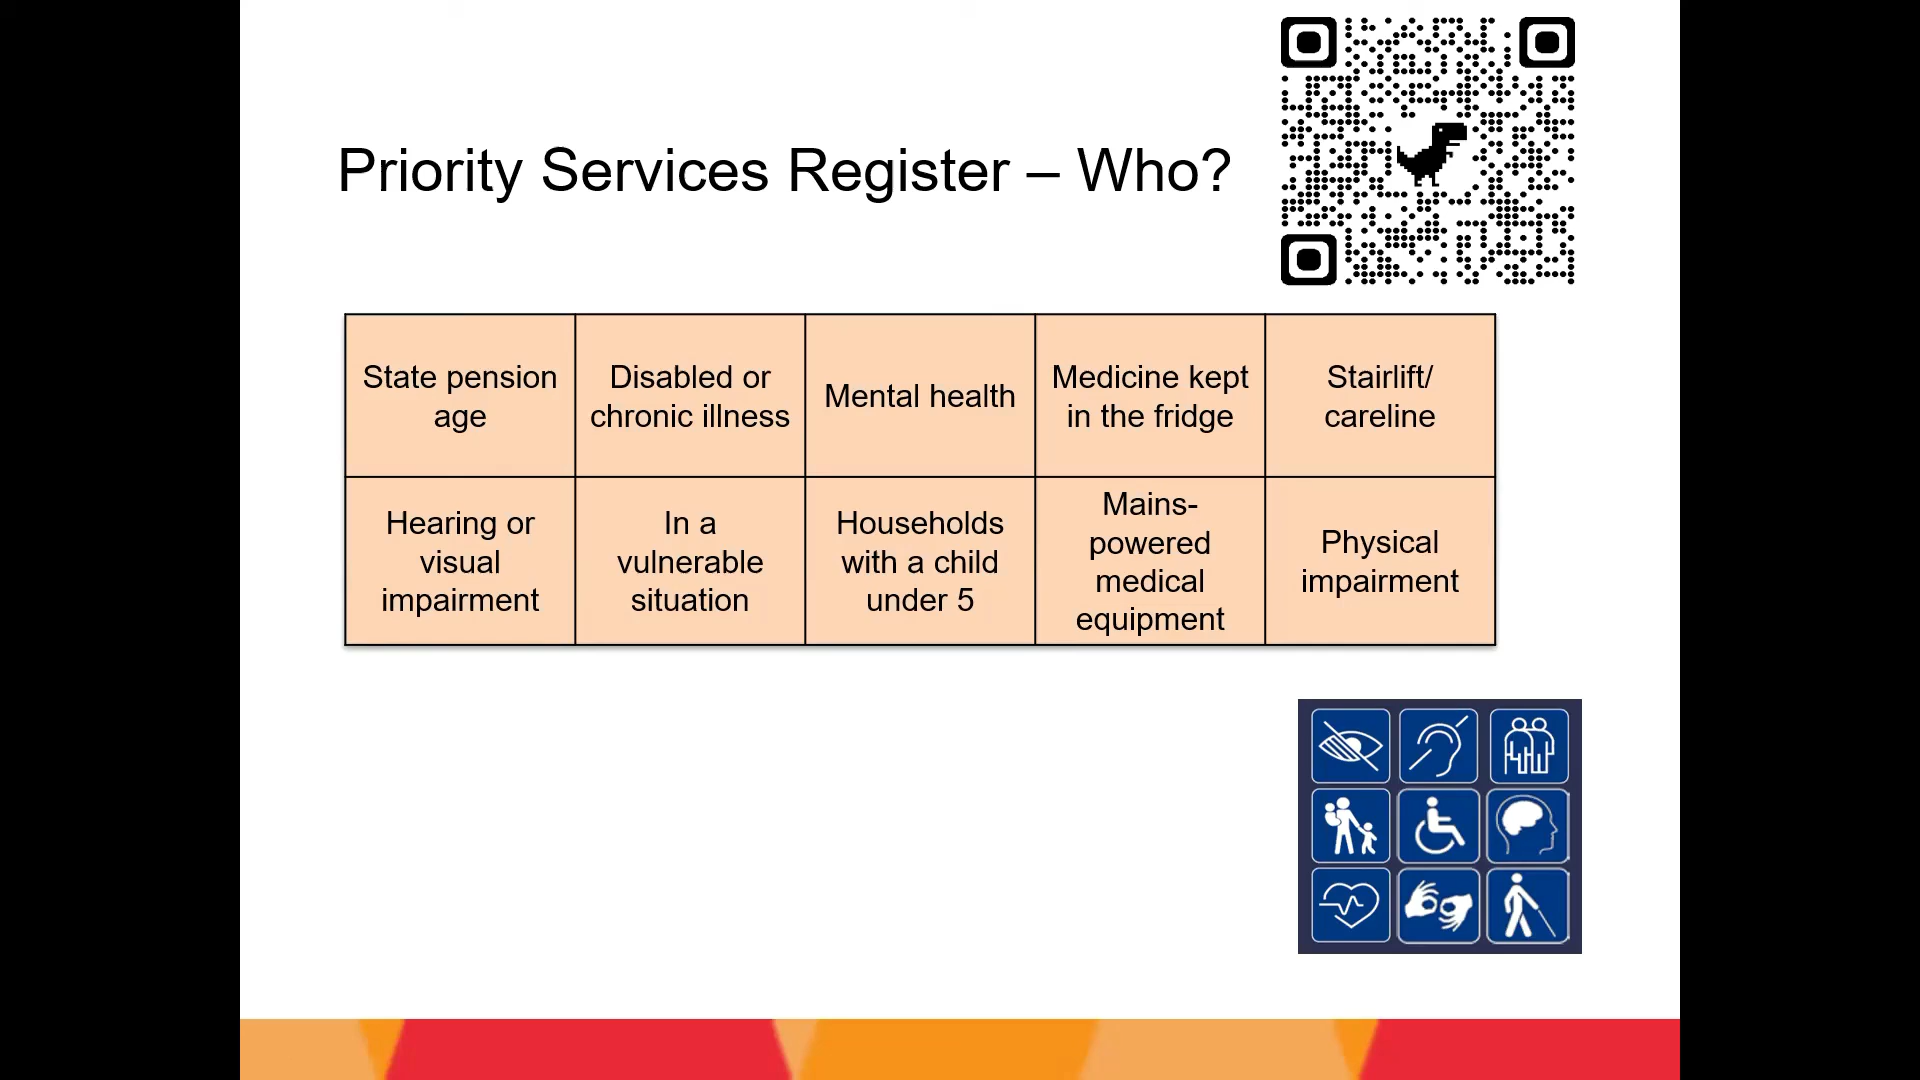 Priority Services Register – Who?
State pension
age
Disabled or
chronic illness
Mental health
Medicine kept
in the fridge
Stairlift/
careline
Hearing or
visual
impairment
In a
vulnerable
situation
Households
with a child
under 5
Mains-
powered
medical
equipment
Physical
impairment